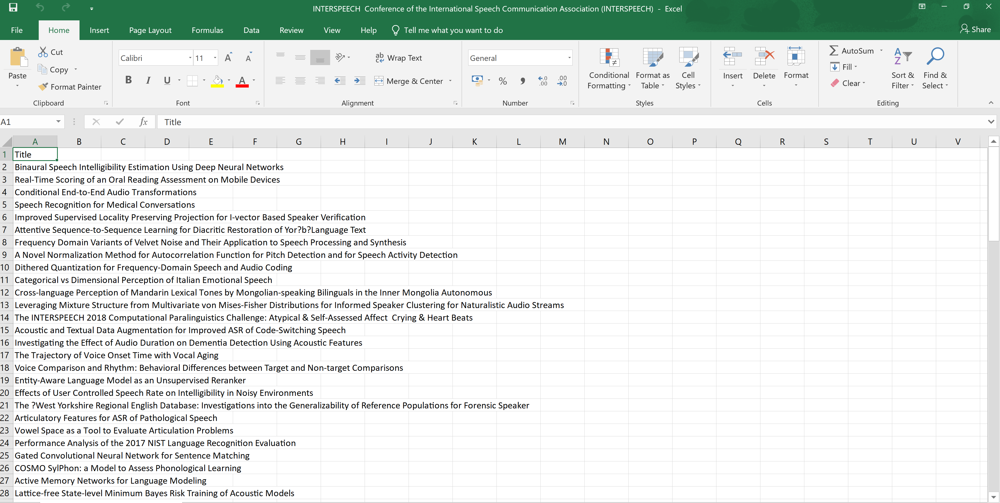 INTERSPEECH  Conference of the International Speech Communication Association (INTERSPEECH)  -  Excel
File Home Insert Page Layout Formulas Data Review View Help Tell me what you want to do Share
Paste
Cut
Copy
Format Painter
Clipboard
Calibri 11
B I U
Font
Wrap Text
Merge & Center
Alignment
General
Number
Conditional Formatting
Format as Table
Cell Styles
Styles
Insert Delete Format
Cells
AutoSum
Fill
Clear
Sort & Filter
Find & Select
Editing
A1 fx Title
A B C D E F G H I J K L M N O P Q R S T U V
1 Title
2 Binaural Speech Intelligibility Estimation Using Deep Neural Networks
3 Real-Time Scoring of an Oral Reading Assessment on Mobile Devices
4 Conditional End-to-End Audio Transformations
5 Speech Recognition for Medical Conversations
6 Improved Supervised Locality Preserving Projection for I-vector Based Speaker Verification
7 Attentive Sequence-to-Sequence Learning for Diacritic Restoration of Yor?b?Language Text
8 Frequency Domain Variants of Velvet Noise and Their Application to Speech Processing and Synthesis
9 A Novel Normalization Method for Autocorrelation Function for Pitch Detection and for Speech Activity Detection
10 Dithered Quantization for Frequency-Domain Speech and Audio Coding
11 Categorical vs Dimensional Perception of Italian Emotional Speech
12 Cross-language Perception of Mandarin Lexical Tones by Mongolian-speaking Bilinguals in the Inner Mongolia Autonomous
13 Leveraging Mixture Structure from Multivariate von Mises-Fisher Distributions for Informed Speaker Clustering for Naturalistic Audio Streams
14 The INTERSPEECH 2018 Computational Paralinguistics Challenge: Atypical & Self-Assessed Affect  Crying & Heart Beats
15 Acoustic and Textual Data Augmentation for Improved ASR of Code-Switching Speech
16 Investigating the Effect of Audio Duration on Dementia Detection Using Acoustic Features
17 The Trajectory of Voice Onset Time with Vocal Aging
18 Voice Comparison and Rhythm: Behavioral Differences between Target and Non-target Comparisons
19 Entity-Aware Language Model as an Unsupervised Reranker
20 Effects of User Controlled Speech Rate on Intelligibility in Noisy Environments
21 The ?West Yorkshire Regional English Database: Investigations into the Generalizability of Reference Populations for Forensic Speaker
22 Articulatory Features for ASR of Pathological Speech
23 Vowel Space as a Tool to Evaluate Articulation Problems
24 Performance Analysis of the 2017 NIST Language Recognition Evaluation
25 Gated Convolutional Neural Network for Sentence Matching
26 COSMO SylPhon: a Model to Assess Phonological Learning
27 Active Memory Networks for Language Modeling
28 Lattice-free State-level Minimum Bayes Risk Training of Acoustic Models